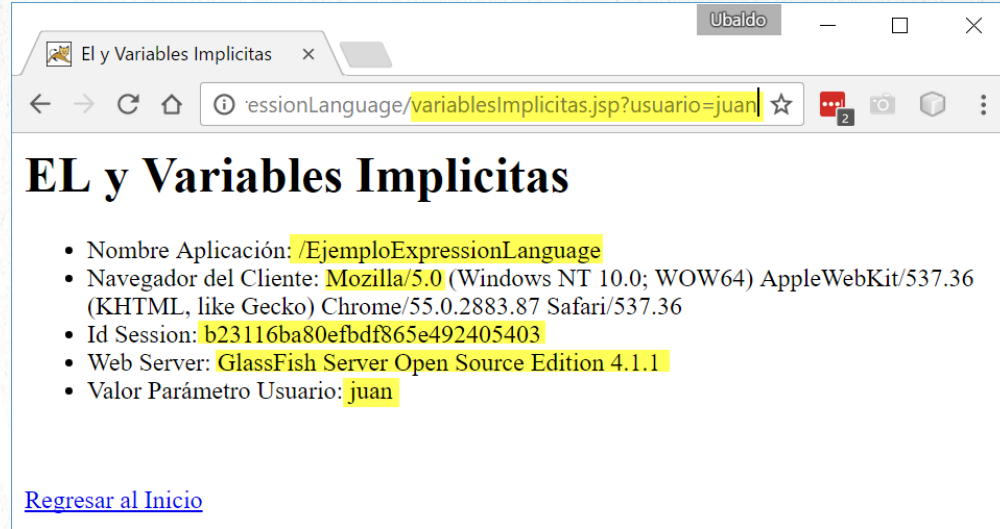 Ubaldo
El y Variables Implicitas
ressionLanguage/variablesImplicitas.jsp?usuario=juan
2
EL y Variables Implicitas
• Nombre Aplicación: /EjemploExpressionLanguage
• Navegador del Cliente: Mozilla/5.0 (Windows NT 10.0; WOW64) AppleWebKit/537.36
(KHTML, like Gecko) Chrome/55.0.2883.87 Safari/537.36
• Id Session: b23116ba80efbdf865e492405403
• Web Server: GlassFish Server Open Source Edition 4.1.1
• Valor Parámetro Usuario: juan
Regresar al Inicio